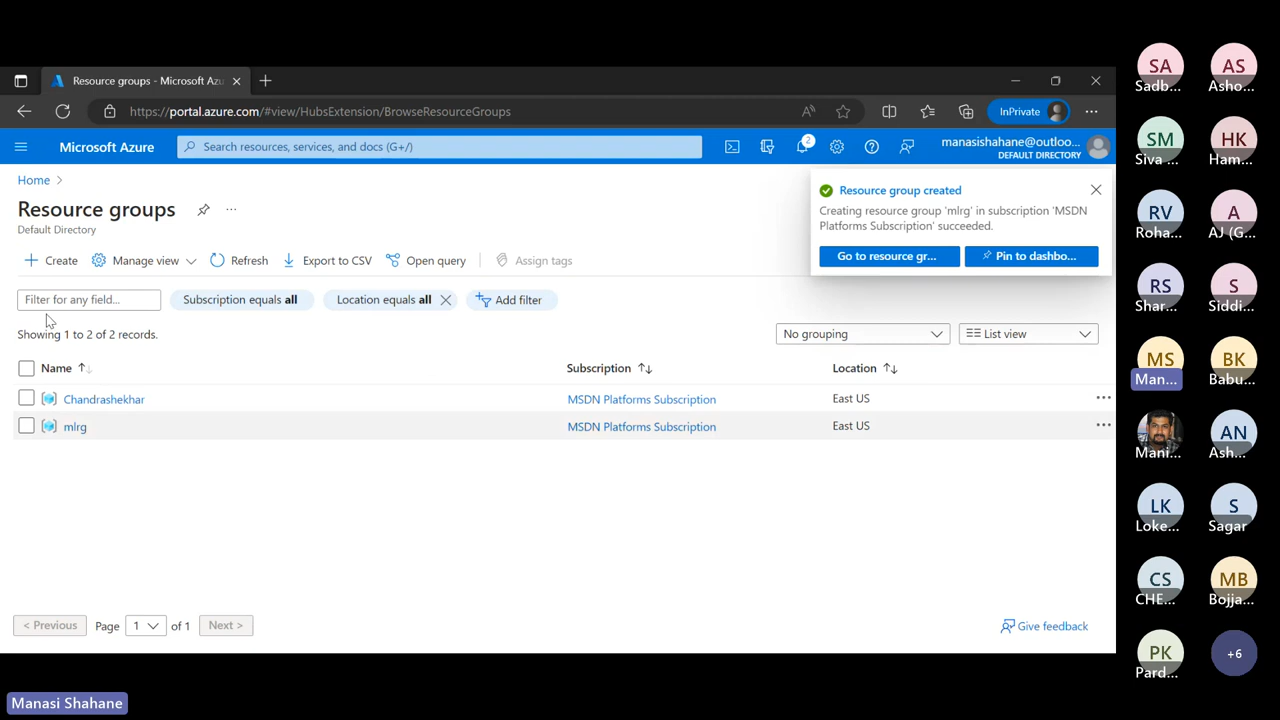 Resource groups - Microsoft Azu
https://portal.azure.com/#view/HubsExtension/BrowseResourceGroups
InPrivate
Microsoft Azure
Search resources, services, and docs (G+/)
2
manasishahane@outloo...
DEFAULT DIRECTORY
Home
Resource groups
Default Directory
Resource group created
Creating resource group 'mlrg' in subscription 'MSDN
Platforms Subscription' succeeded.
Go to resource gr...
Pin to dashbo...
Create
Manage view
Refresh
Export to CSV
Open query
Assign tags
Filter for any field...
Subscription equals all
Location equals all
Add filter
Showing 1 to 2 of 2 records.
No grouping
List view
Name
Subscription
Location
Chandrashekhar
MSDN Platforms Subscription
East US
mlrg
MSDN Platforms Subscription
East US
< Previous
Page
1
of 1
Next >
Give feedback
Manasi Shahane
SA
Sadb...
AS
Asho...
SM
Siva ...
HK
Ham...
RV
Roha...
A
AJ (G...
RS
Shar...
S
Siddi...
MS
Man...
BK
Babu...
Mani...
AN
Ash...
LK
Loke...
S
Sagar
CS
CHE...
MB
Bojja...
PK
Pard...
+6